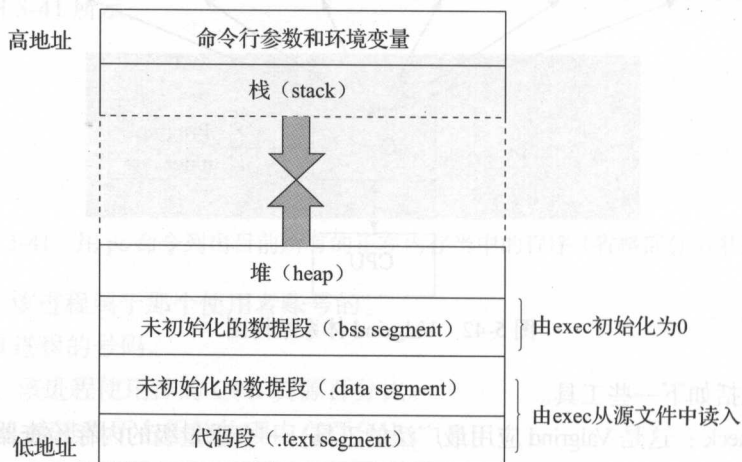 高地址
命令行参数和环境变量
栈（stack）
堆（heap）
未初始化的数据段（.bss segment）
由exec初始化为0
未初始化的数据段（.data segment）
由exec从源文件中读入
代码段（.text segment）
低地址